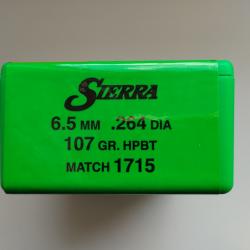 SIERRA
6.5 MM .264 DIA
107 GR. HPBT
MATCH 1715